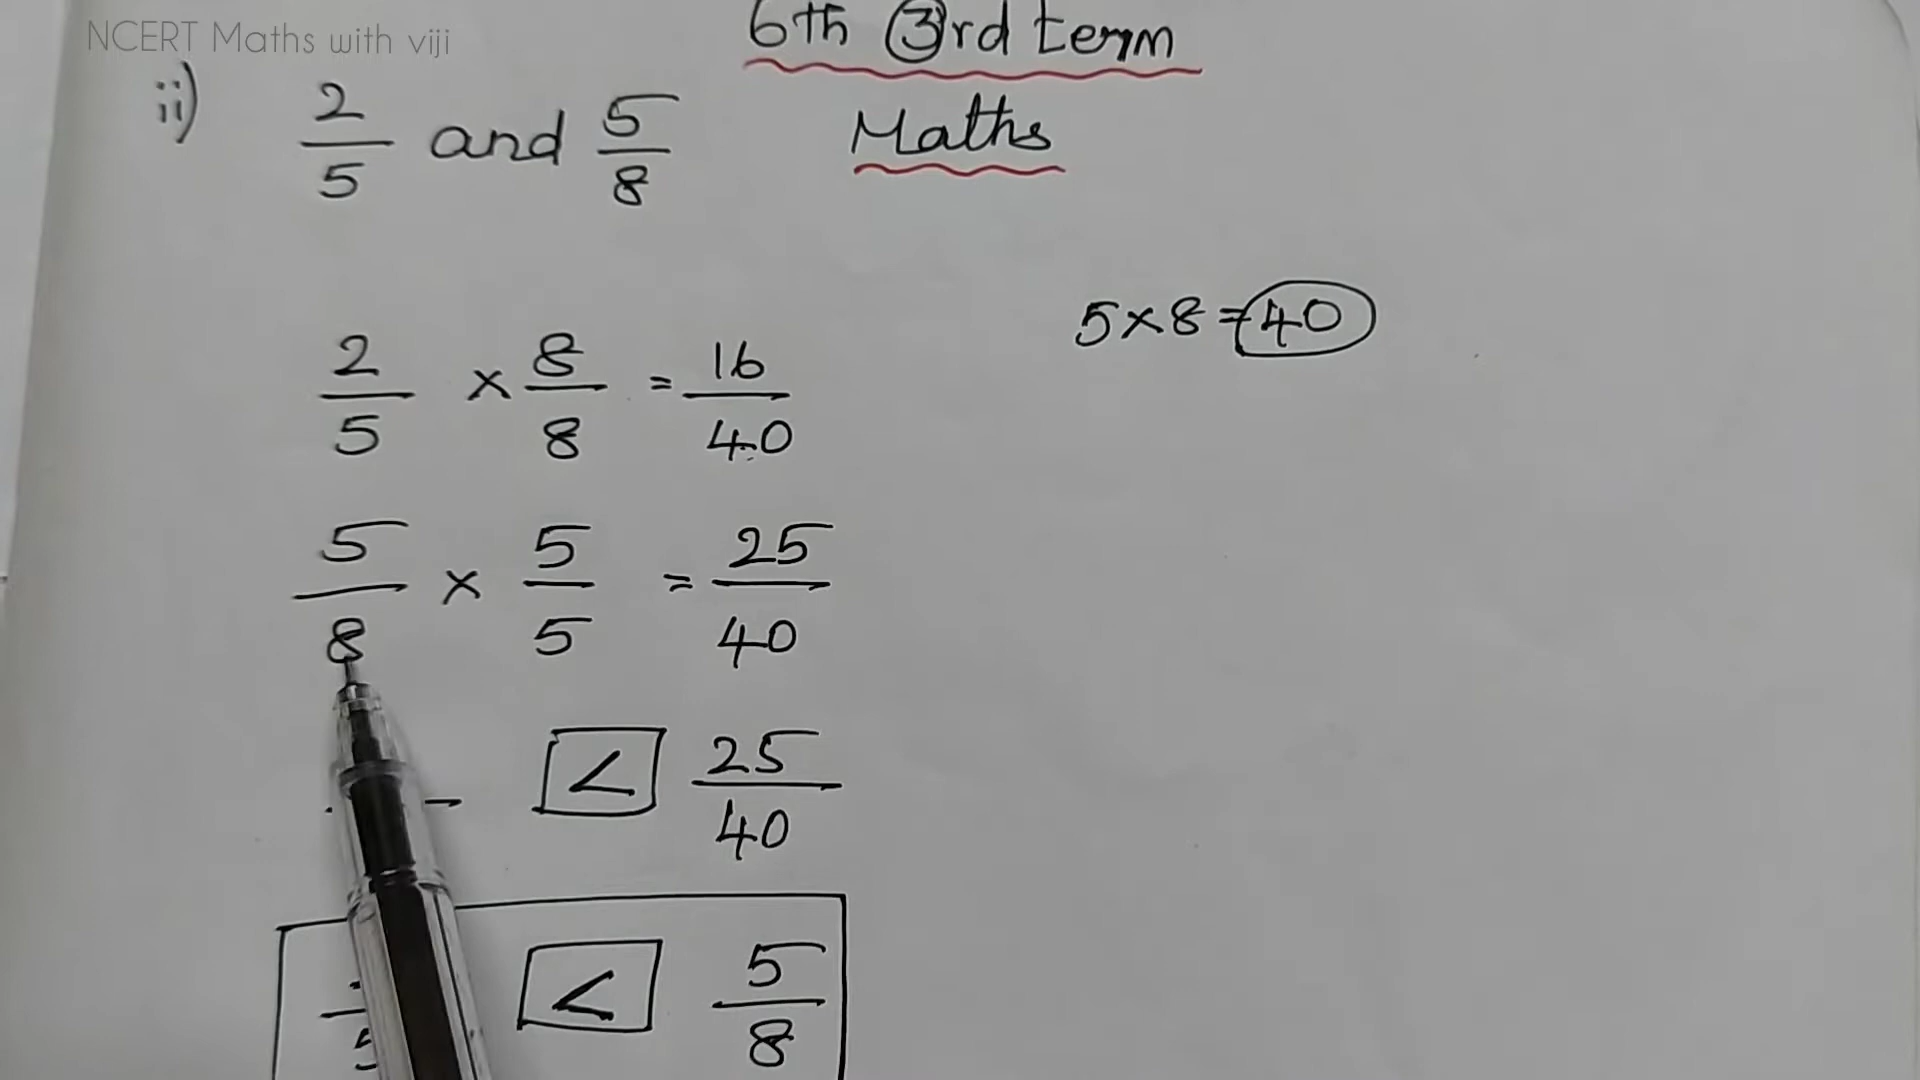 NCERT Maths with viji
6th 3rd term
Maths
ii) 2/5 and 5/8
5×8=40
2/5 × 8/8 = 16/40
5/8 × 5/5 = 25/40
< 25/40
< 5/8